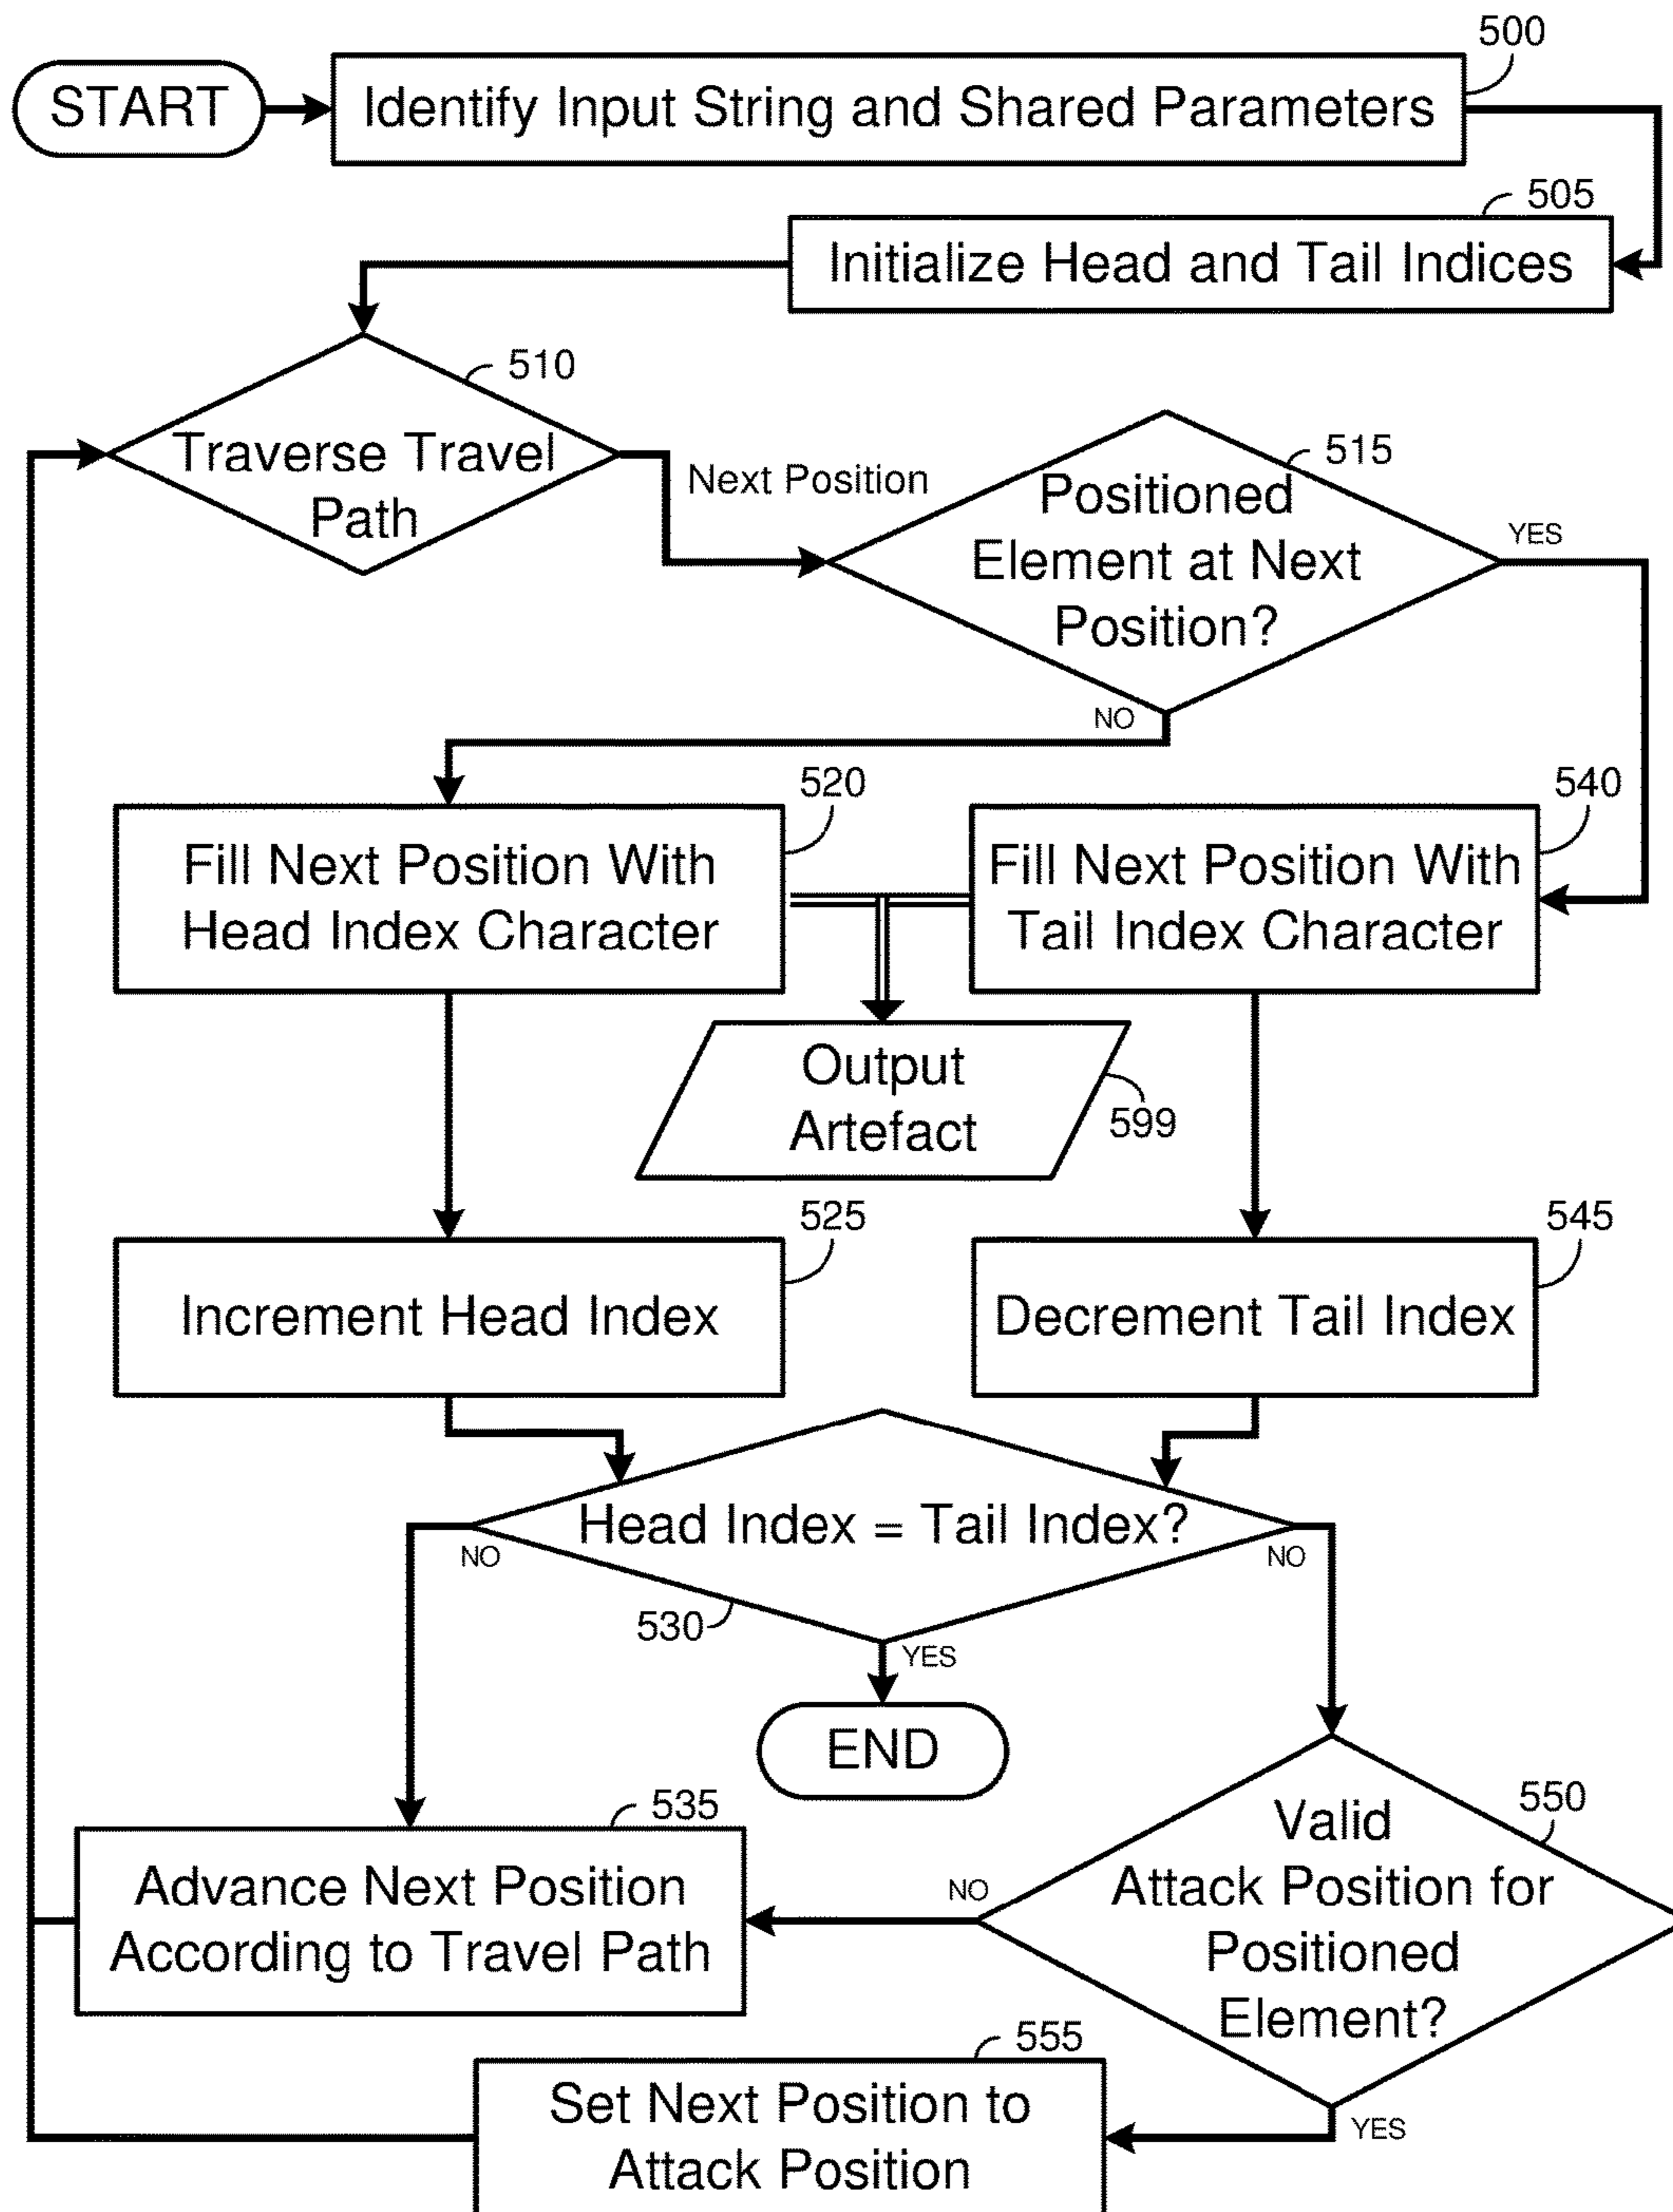 500
START
Identify Input String and Shared Parameters
505
Initialize Head and Tail Indices
510
Traverse Travel
Path
Next Position
515
Positioned
Element at Next
Position?
YES
NO
520
Fill Next Position With
Head Index Character
540
Fill Next Position With
Tail Index Character
Output
Artefact
599
525
Increment Head Index
545
Decrement Tail Index
Head Index = Tail Index?
NO
NO
530
YES
END
535
Advance Next Position
According to Travel Path
550
Valid
Attack Position for
Positioned
Element?
NO
YES
555
Set Next Position to
Attack Position